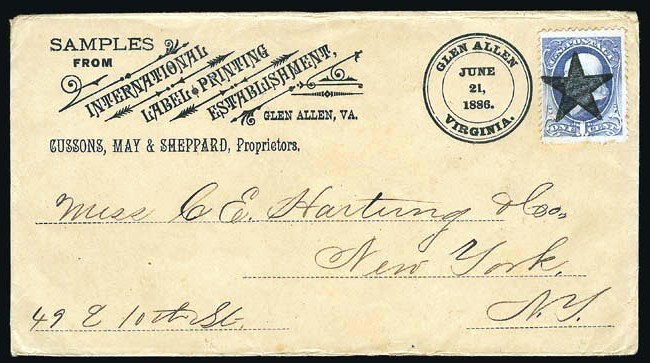 SAMPLES
FROM
INTERNATIONAL
LABEL PRINTING
ESTABLISHMENT,
GLEN ALLEN, VA.
CUSSONS, MAY & SHEPPARD, Proprietors.
GLEN ALLEN
JUNE
21,
1886.
VIRGINIA.
Mess C E. Hartung & Co,
New York,
N.Y.
49 E 10th St.